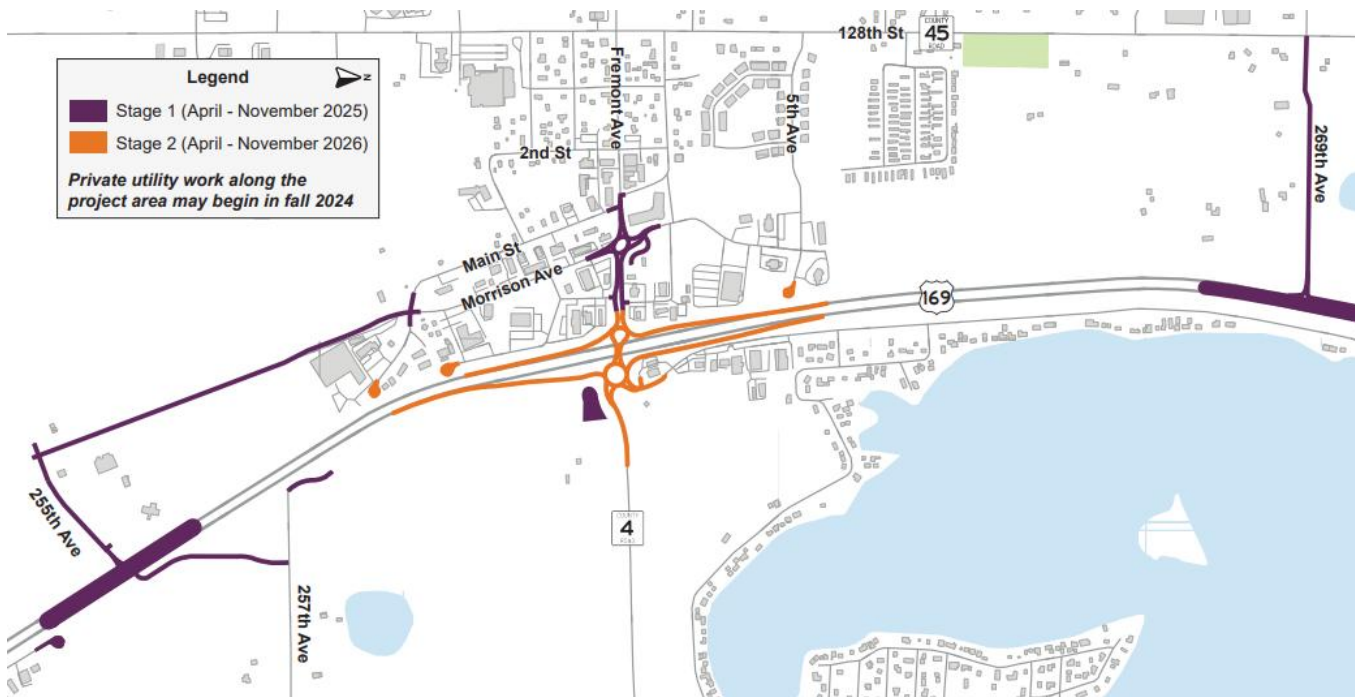 Legend
N
Stage 1 (April - November 2025)
Stage 2 (April - November 2026)
Private utility work along the
project area may begin in fall 2024
128th St
COUNTY
45
ROAD
Fremont Ave
5th Ave
2nd St
269th Ave
Main St
Morrison Ave
169
255th Ave
COUNTY
4
ROAD
257th Ave